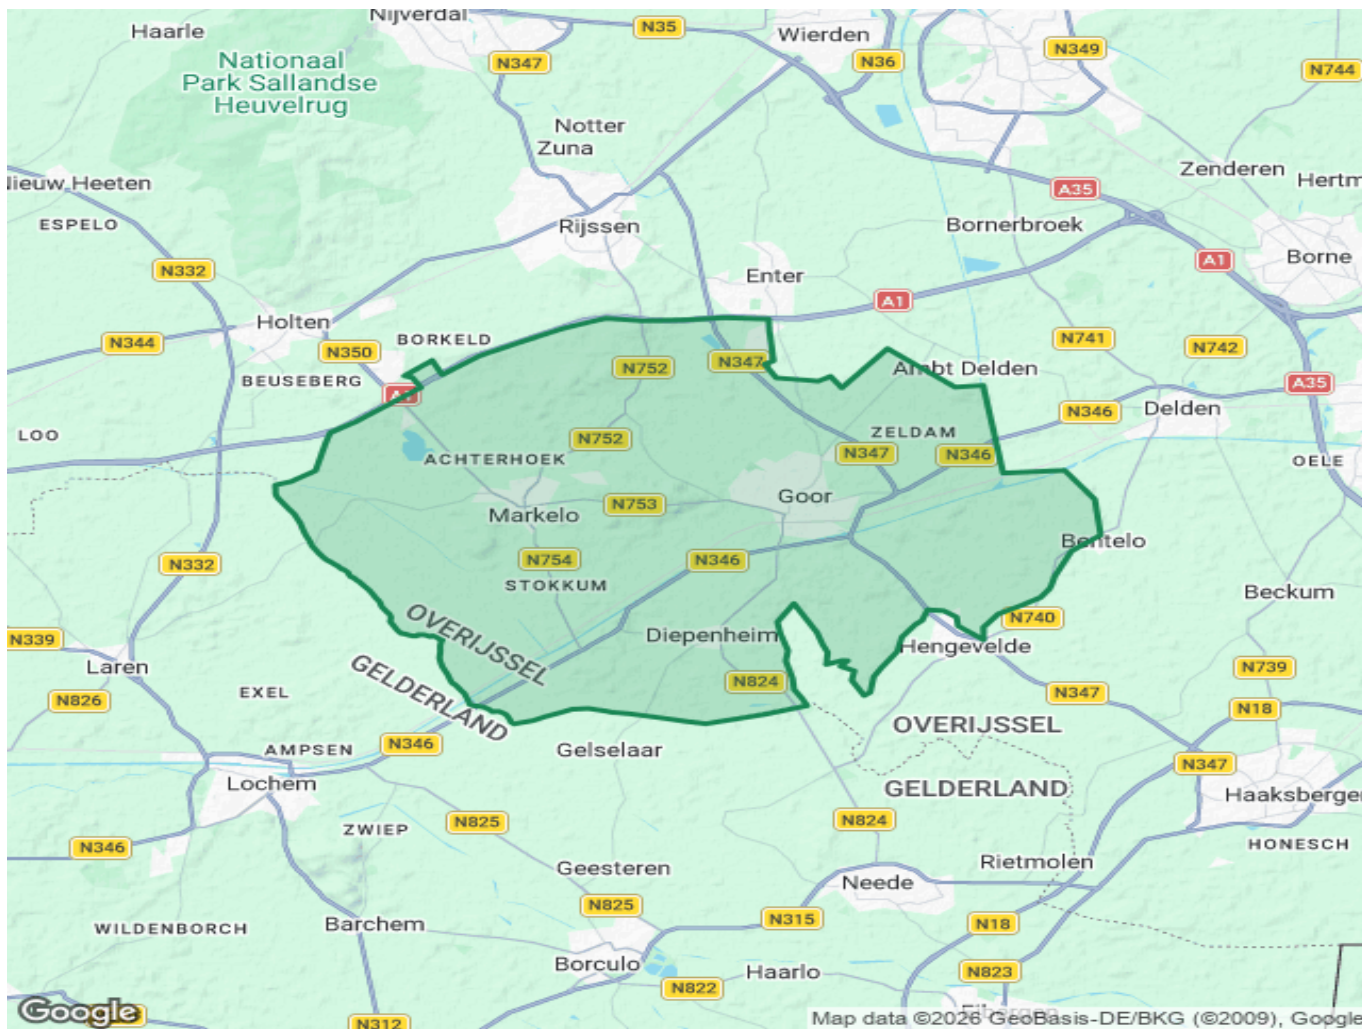 Nijverdal
Haarle
N35
Wierden
N349
Nationaal
Park Sallandse
Heuvelrug
N347
N36
N744
Notter
Zuna
Zenderen
Nieuw Heeten
A35
ESPELO
Rijssen
Bornerbroek
Borne
N332
Enter
A1
A1
Holten
BORKELD
N344
N350
N741
N742
N752
N347
Ambt Delden
BEUSEBERG
A1
A35
N346
Delden
LOO
N752
ZELDAM
N347
N346
ACHTERHOEK
OELE
Goor
N753
Markelo
Bentelo
N332
N754
N346
STOKKUM
Beckum
OVERIJSSEL
N740
N339
Diepenheim
Hengevelde
Laren
N739
GELDERLAND
N826
EXEL
N824
N347
N18
OVERIJSSEL
AMPSEN
N346
Gelselaar
N347
Lochem
GELDERLAND
Haaksbergen
N825
N824
ZWIEP
N346
HONESCH
Geesteren
Rietmolen
Neede
N825
N315
N18
WILDENBORCH
Barchem
Borculo
Haarlo
N823
N822
Google
N312
Map data ©2026 GeoBasis-DE/BKG (©2009), Google